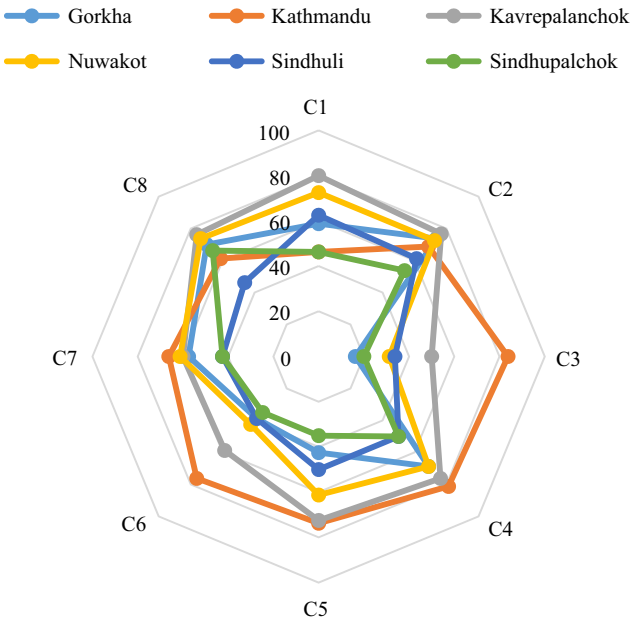 Gorkha Kathmandu Kavrepalanchok
Nuwakot Sindhuli Sindhupalchok
C1
100
C8 C2
80
60
40
20
C7 0 C3
C6 C4
C5